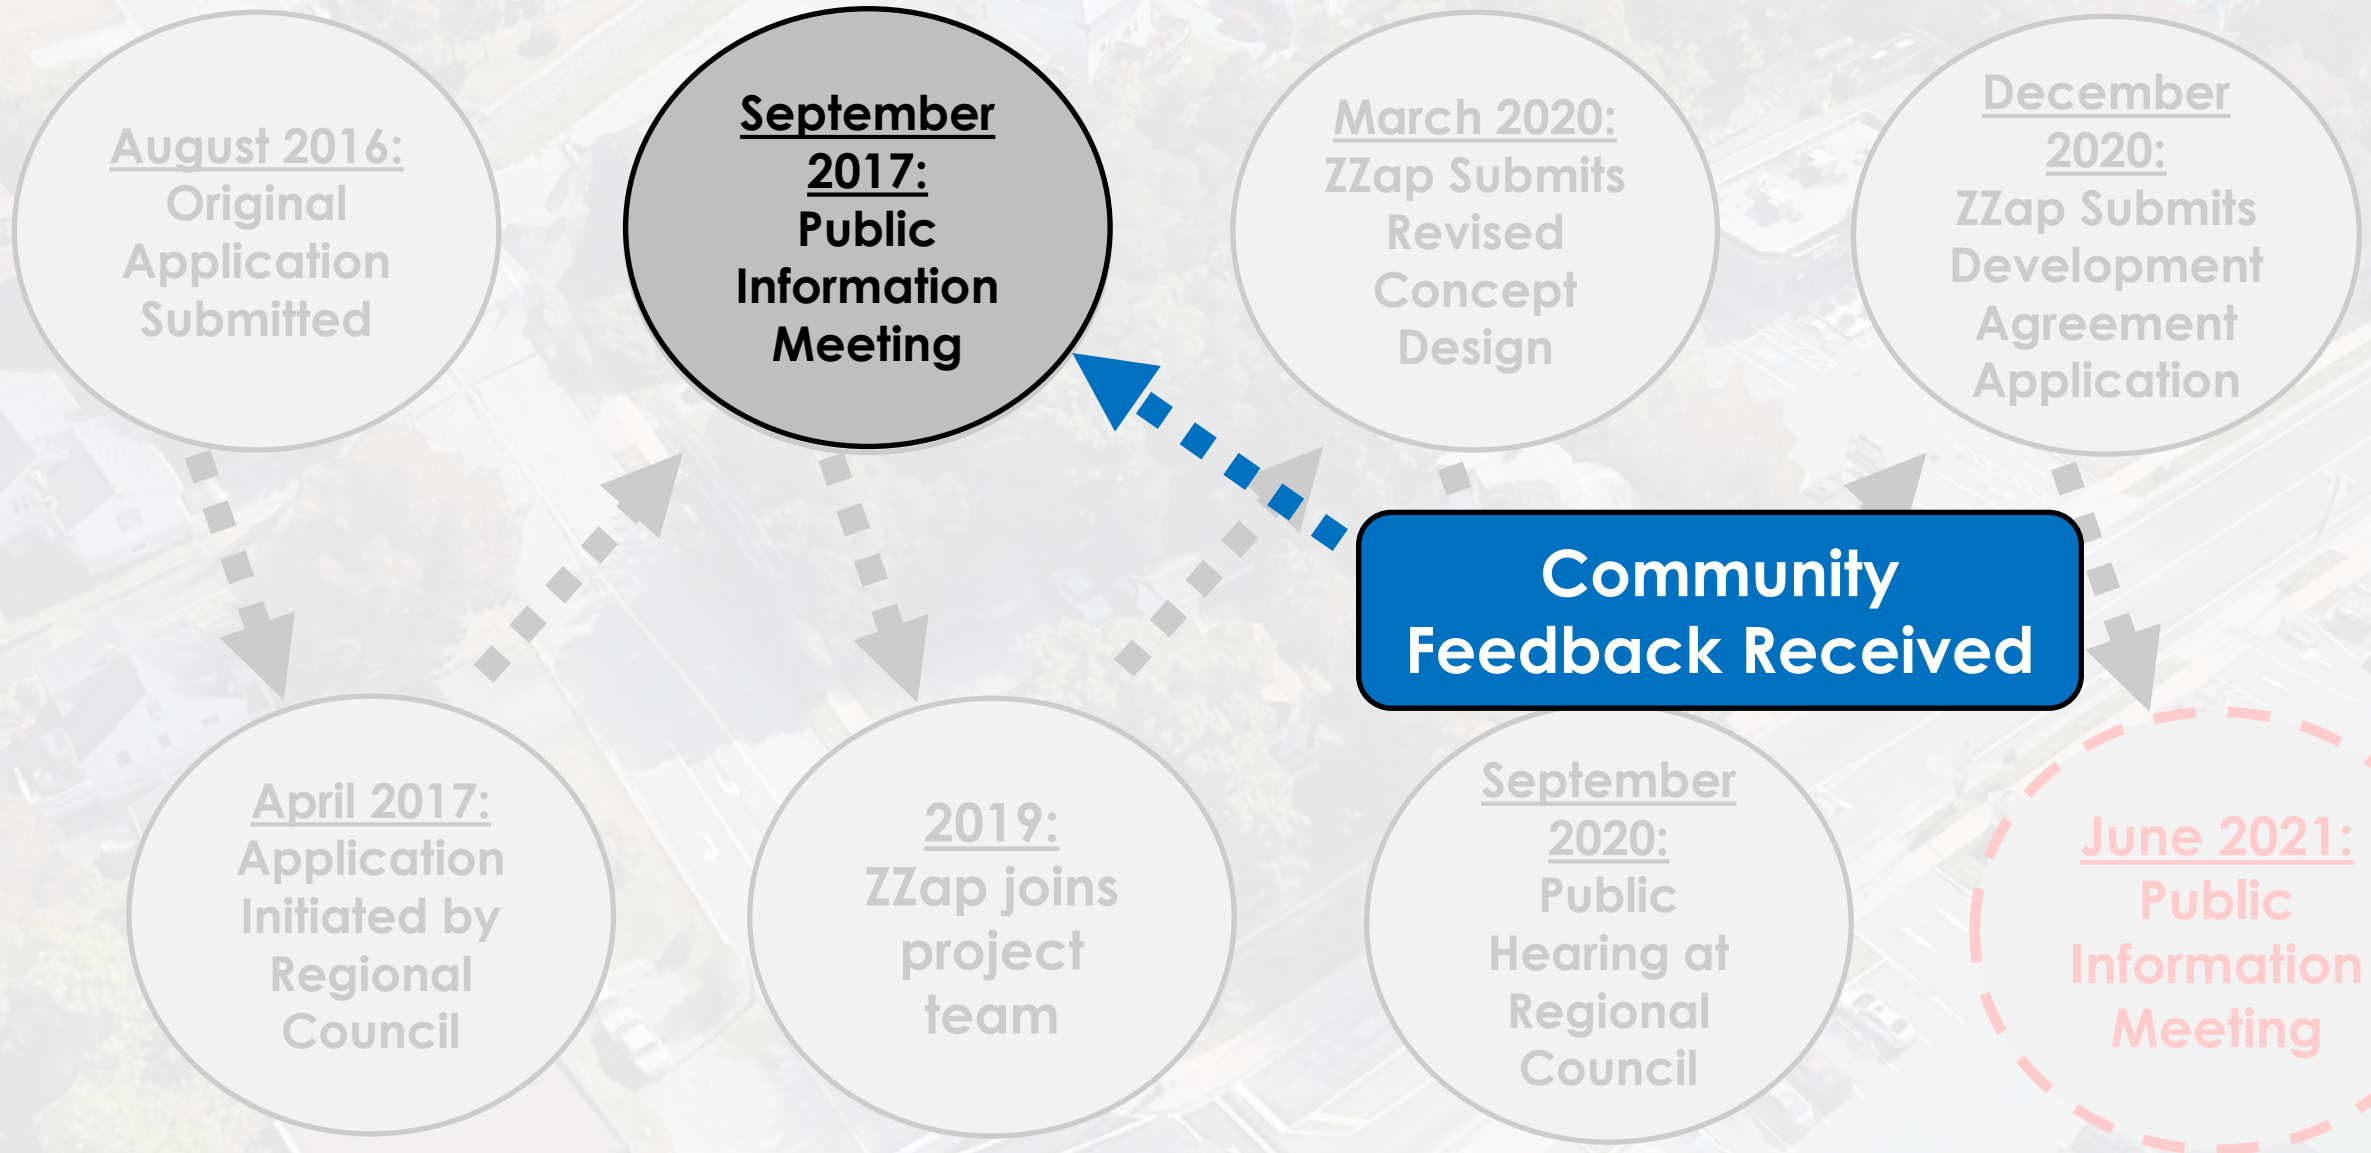 August 2016:
Original
Application
Submitted
April 2017:
Application
Initiated by
Regional
Council
September
2017:
Public
Information
Meeting
2019:
ZZap joins
project
team
March 2020:
ZZap Submits
Revised
Concept
Design
September
2020:
Public
Hearing at
Regional
Council
December
2020:
ZZap Submits
Development
Agreement
Application
June 2021:
Public
Information
Meeting
Community
Feedback Received